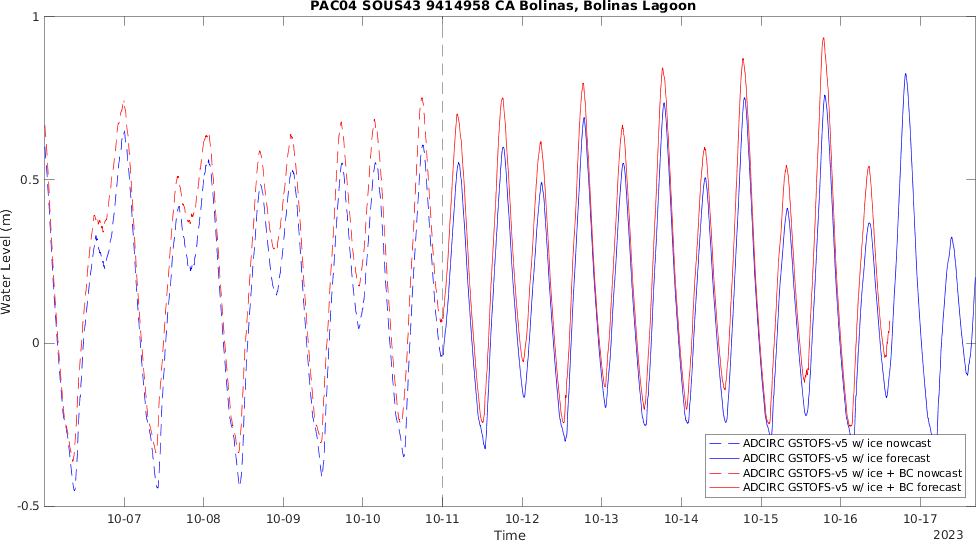 PAC04 SOUS43 9414958 CA Bolinas, Bolinas Lagoon
Water Level (m)
1
0.5
0
-0.5
10-07 10-08 10-09 10-10 10-11 10-12 10-13 10-14 10-15 10-16 10-17
Time
2023
ADCIRC GSTOFS-v5 w/ ice nowcast
ADCIRC GSTOFS-v5 w/ ice forecast
ADCIRC GSTOFS-v5 w/ ice + BC nowcast
ADCIRC GSTOFS-v5 w/ ice + BC forecast